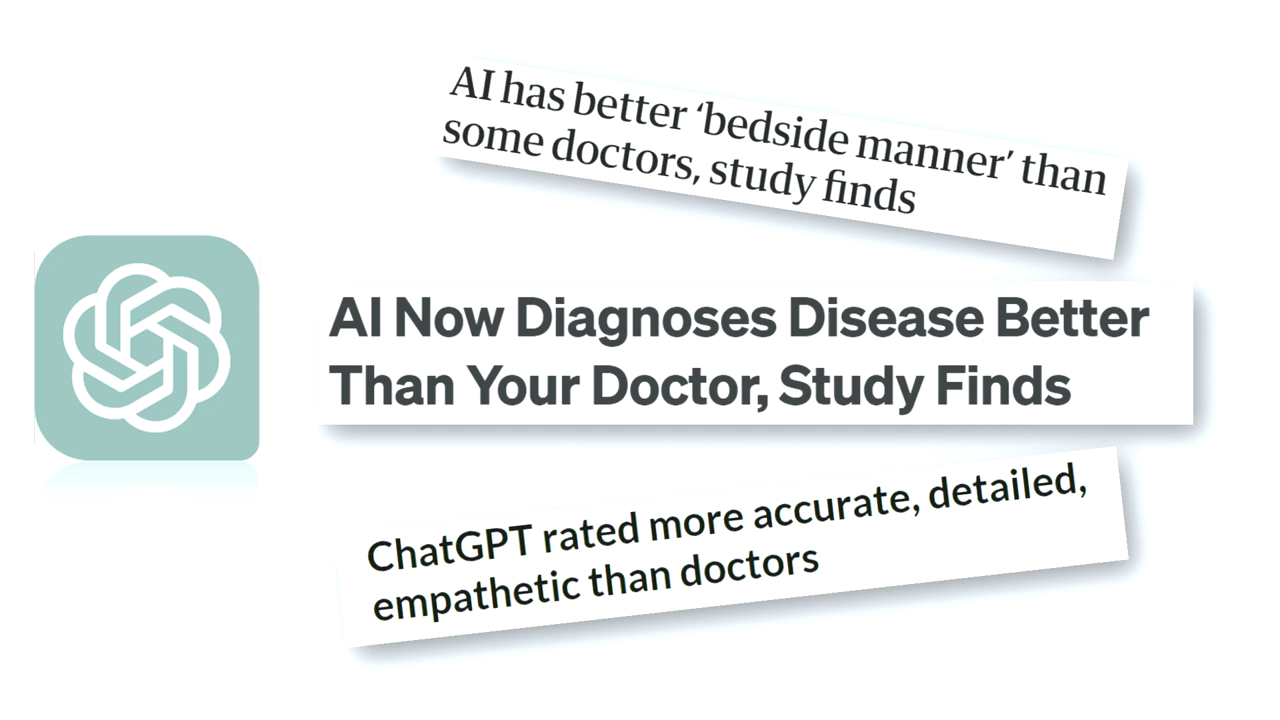 AI has better ‘bedside manner’ than
some doctors, study finds
AI Now Diagnoses Disease Better
Than Your Doctor, Study Finds
ChatGPT rated more accurate, detailed,
empathetic than doctors